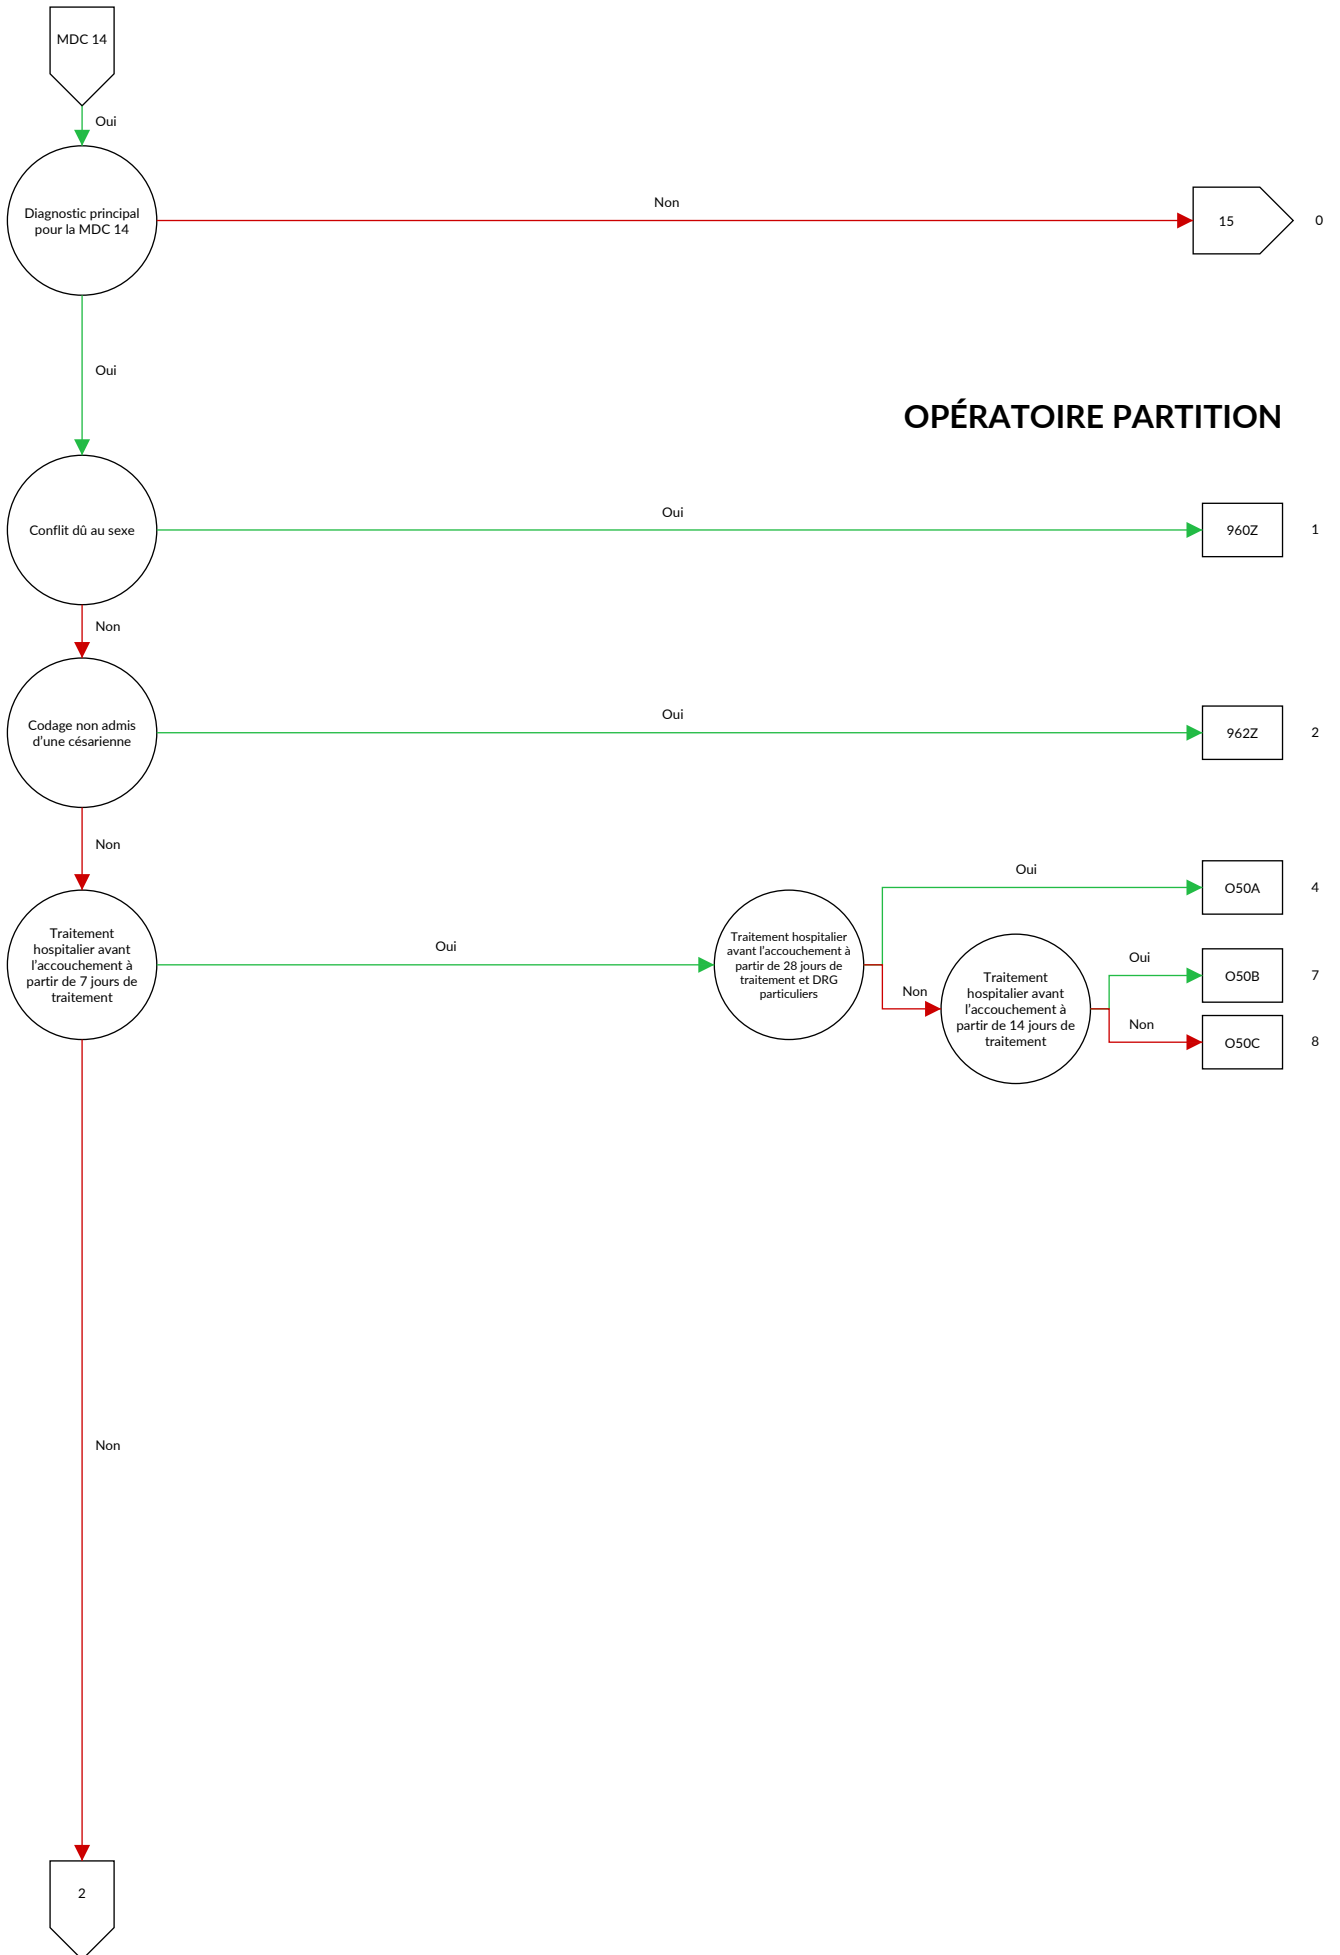 MDC 14
Oui
Diagnostic principal
pour la MDC 14
Non
15
0
Oui
OPÉRATOIRE PARTITION
Conflit dû au sexe
Oui
960Z
1
Non
Codage non admis
d'une césarienne
Oui
962Z
2
Non
Traitement
hospitalier avant
l'accouchement à
partir de 7 jours de
traitement
Oui
Traitement hospitalier
avant l'accouchement à
partir de 28 jours de
traitement et DRG
particuliers
Oui
O50A
4
Non
Traitement
hospitalier avant
l'accouchement à
partir de 14 jours de
traitement
Oui
O50B
7
Non
O50C
8
Non
2